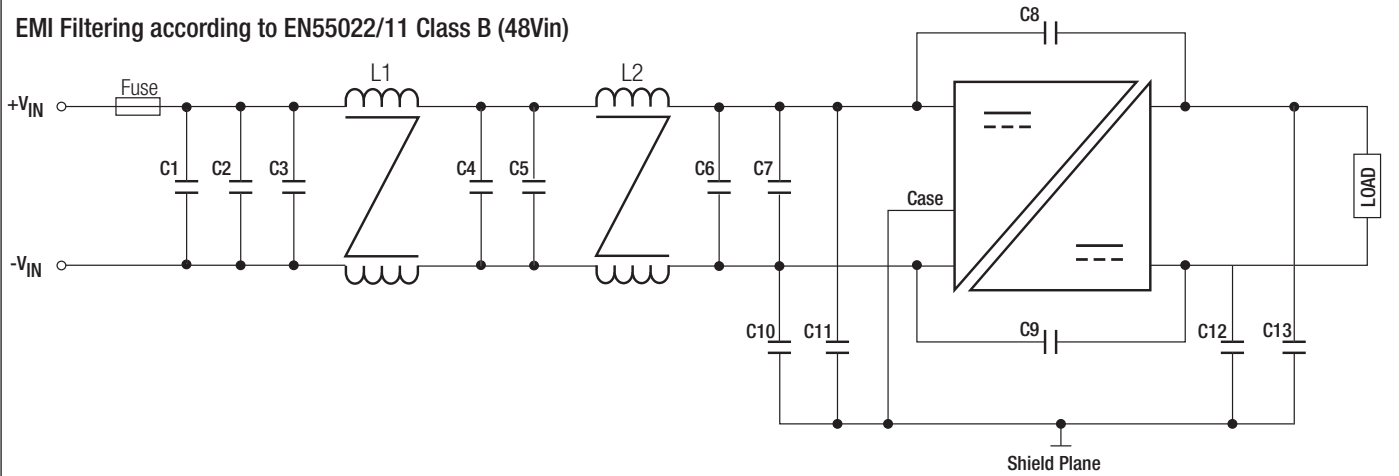 EMI Filtering according to EN55022/11 Class B (48Vin)
C8
Fuse
L1
L2
+VIN
C1
C2
C3
C4
C5
C6
C7
Case
LOAD
-VIN
C10
C11
C9
C12
C13
Shield Plane